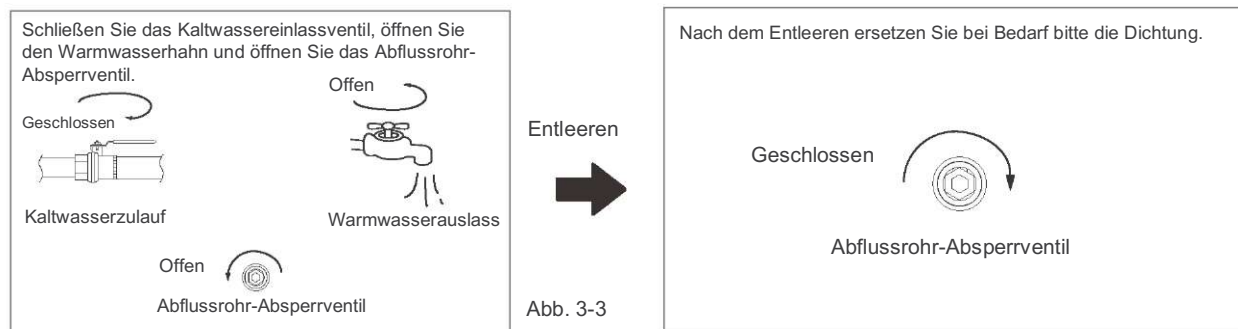 Schließen Sie das Kaltwassereinlassventil, öffnen Sie
den Warmwasserhahn und öffnen Sie das Abflussrohr-
Absperrventil.
Offen
Geschlossen
Kaltwasserzulauf
Warmwasserauslass
Offen
Abflussrohr-Absperrventil
Entleeren
Abb. 3-3
Nach dem Entleeren ersetzen Sie bei Bedarf bitte die Dichtung.
Geschlossen
Abflussrohr-Absperrventil